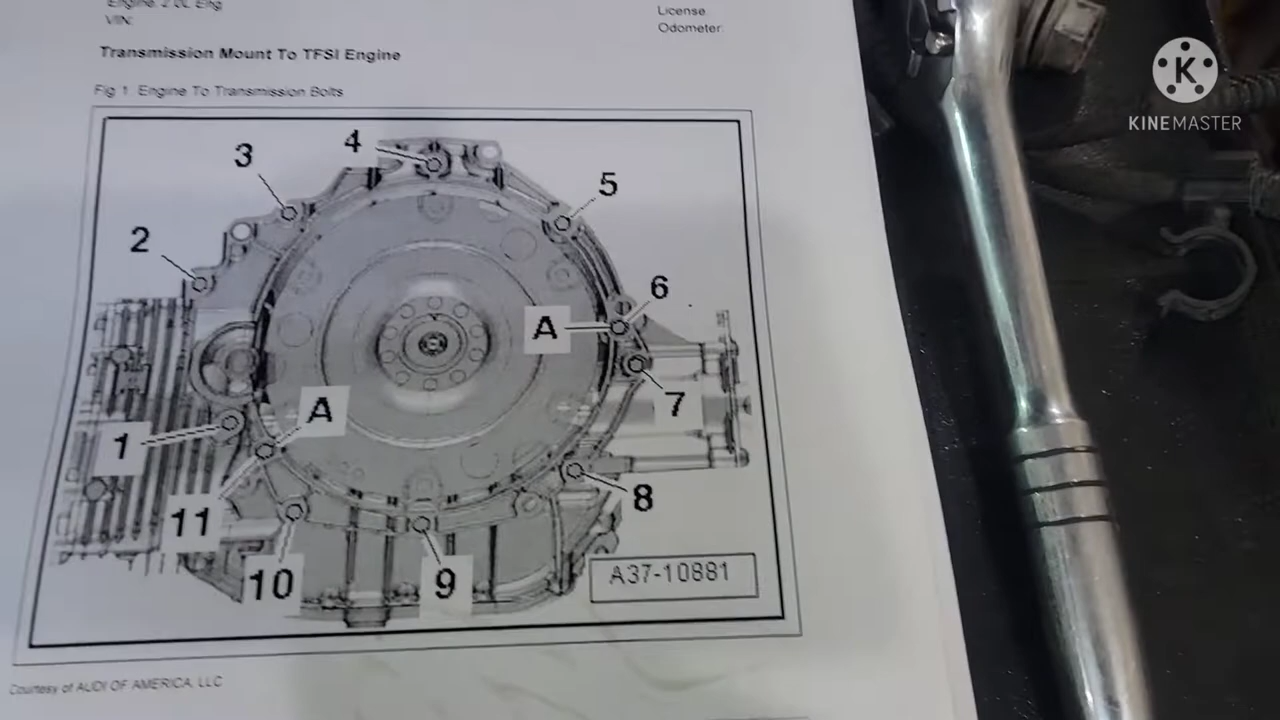 Engine: 2.0L Eng
VIN:
License:
Odometer:
Transmission Mount To TFSI Engine
Fig 1 Engine To Transmission Bolts
4
3
5
2
6
A
A
7
1
8
11
10
9
A37-10881
Courtesy of AUDI OF AMERICA, LLC
K
KINEMASTER